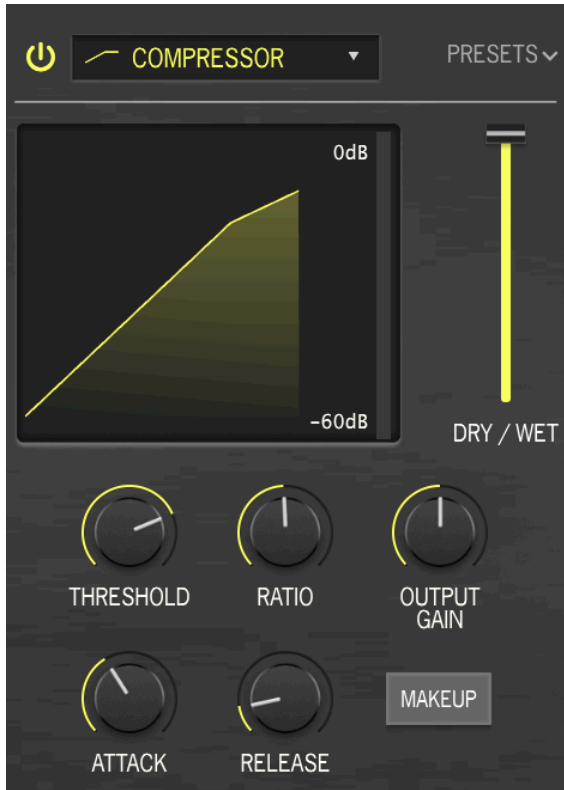 COMPRESSOR
PRESETS
0dB
-60dB
DRY / WET
THRESHOLD
RATIO
OUTPUT
GAIN
ATTACK
RELEASE
MAKEUP